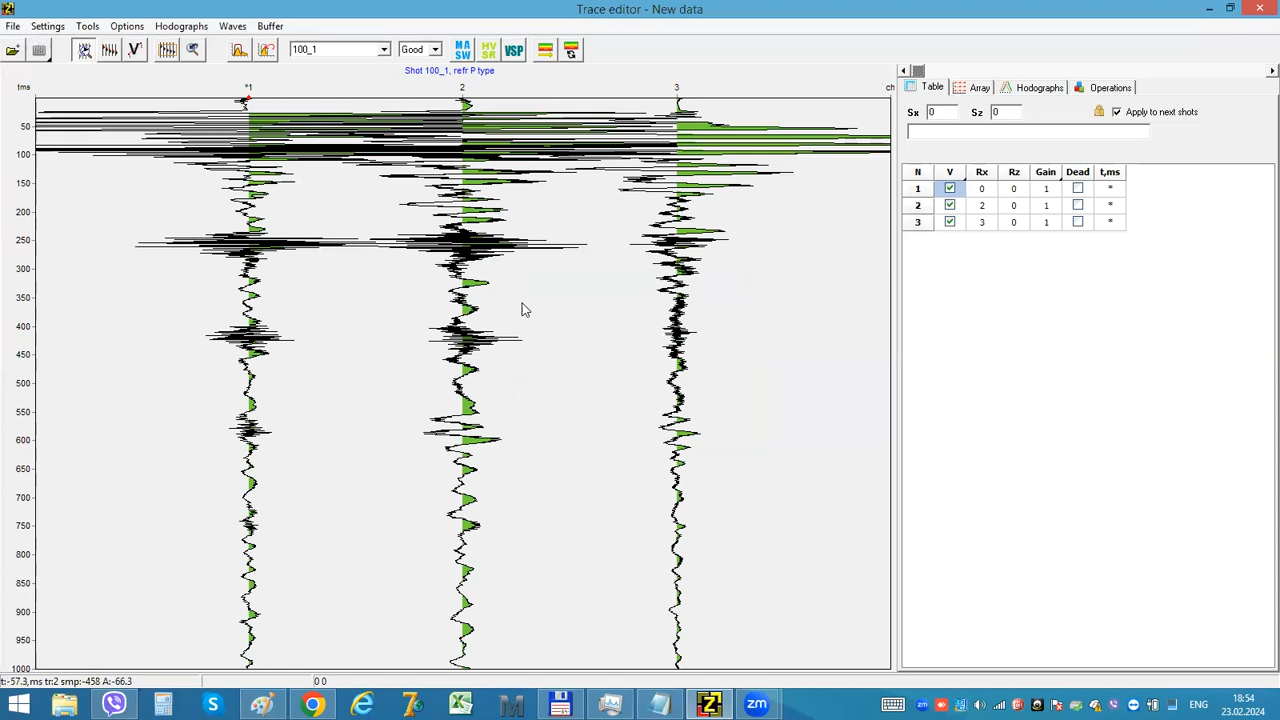 Trace editor - New data
File Settings Tools Options Hodographs Waves Buffer
100_1 Good MA SW HV SR VSP
Shot 100_1, refr P type
tms *1 2 3 ch
50
100
150
200
250
300
350
400
450
500
550
600
650
700
750
800
850
900
950
1000
Table Array Hodographs Operations
Sx 0 Sz 0 Apply to next shots
N V Rx Rz Gain Dead t,ms
1 0 0 1 *
2 2 0 1 *
3 3 0 1 *
t:-57.3,ms tr:2 smp:-458 A:-66.3 0 0
ENG
18:54
23.02.2024